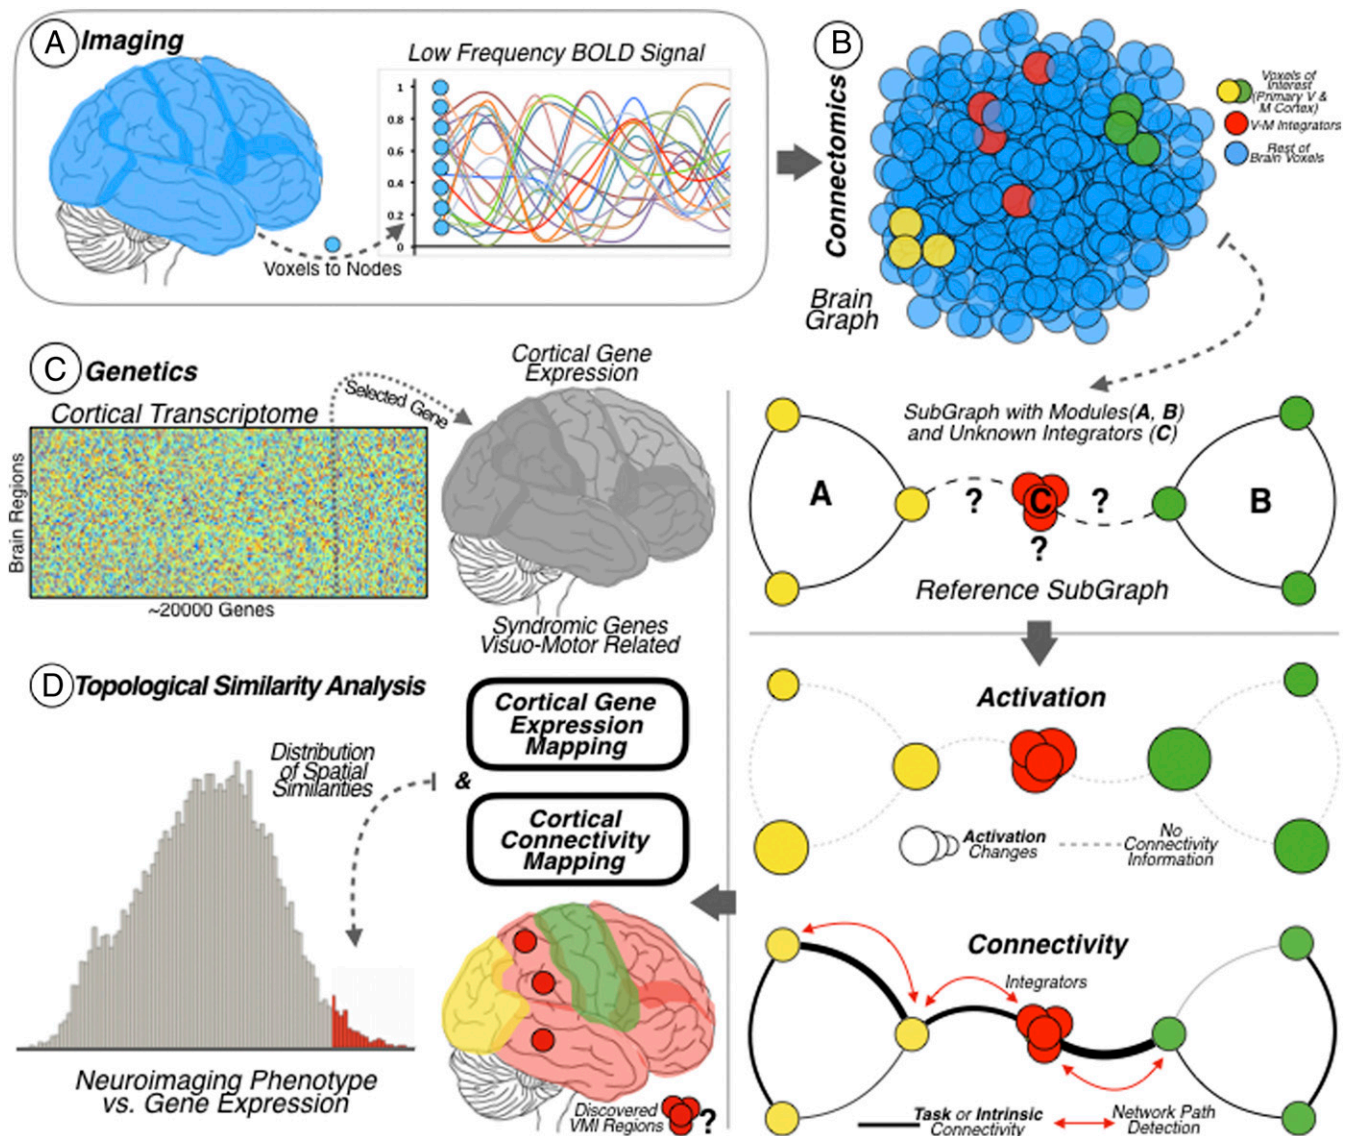 A Imaging
Low Frequency BOLD Signal
1
0.8
0.6
0.4
0.2
0
Voxels to Nodes
B
Connectomics
Voxels of
Interest
(Primary V &
M Cortex)
V-M Integrators
Rest of
Brain Voxels
Brain
Graph
SubGraph with Modules(A, B)
and Unknown Integrators (C)
A
?
C
?
B
?
Reference SubGraph
C Genetics
Cortical Transcriptome
Selected Gene
Brain Regions
~20000 Genes
Cortical Gene
Expression
Syndromic Genes
Visuo-Motor Related
Activation
Activation
Changes
No
Connectivity
Information
Connectivity
Integrators
Task or Intrinsic
Connectivity
Network Path
Detection
D Topological Similarity Analysis
Distribution
of Spatial
Similarities
Cortical Gene
Expression
Mapping
&
Cortical
Connectivity
Mapping
Neuroimaging Phenotype
vs. Gene Expression
Discovered
VMI Regions
?